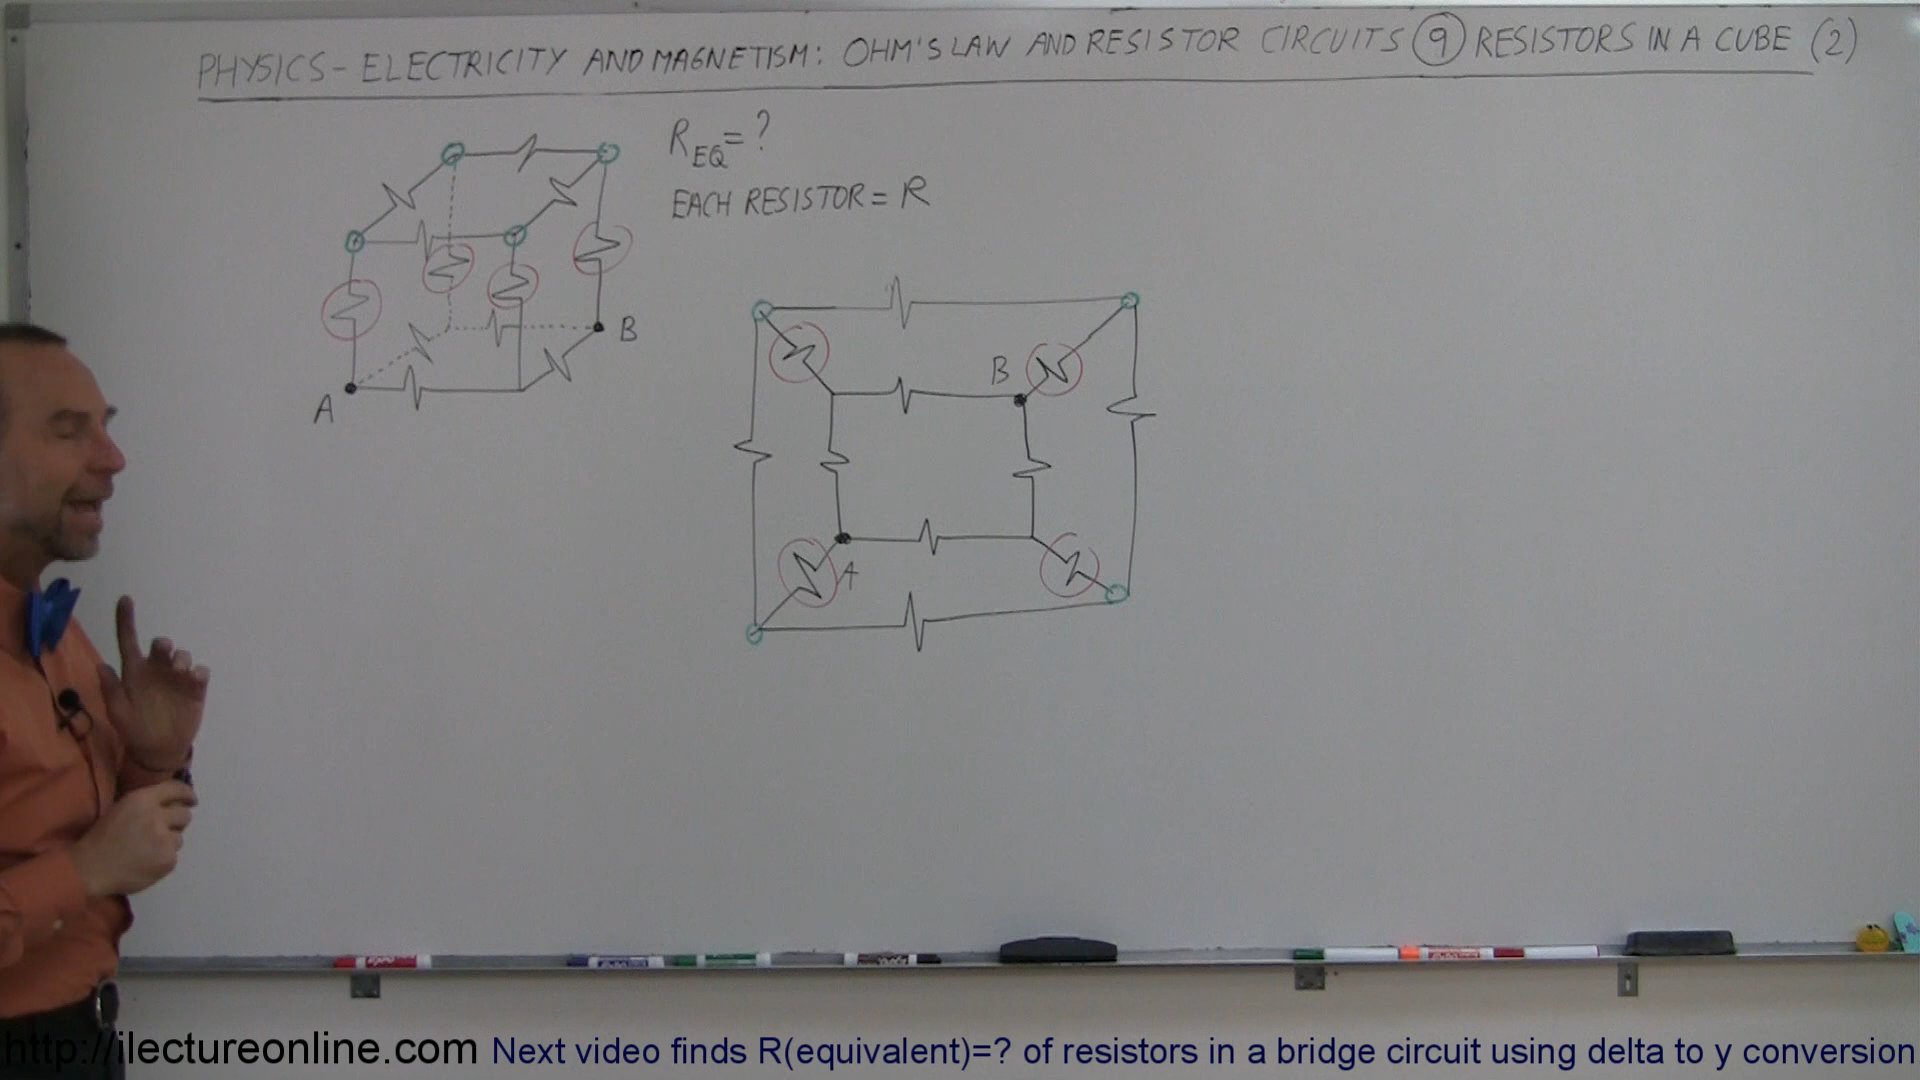 PHYSICS - ELECTRICITY AND MAGNETISM: OHM'S LAW AND RESISTOR CIRCUITS 9 RESISTORS IN A CUBE (2)
REQ = ?
EACH RESISTOR = R
B
A
B
A
http://ilectureonline.com Next video finds R(equivalent)=? of resistors in a bridge circuit using delta to y conversion